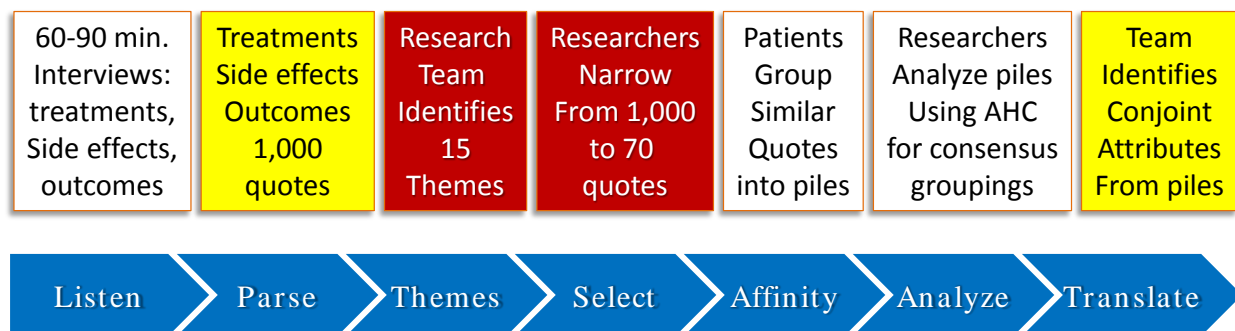 60-90 min.
Interviews:
treatments,
Side effects,
outcomes
Treatments
Side effects
Outcomes
1,000
quotes
Research
Team
Identifies
15
Themes
Researchers
Narrow
From 1,000
to 70
quotes
Patients
Group
Similar
Quotes
into piles
Researchers
Analyze piles
Using AHC
for consensus
groupings
Team
Identifies
Conjoint
Attributes
From piles
Listen
Parse
Themes
Select
Affinity
Analyze
Translate